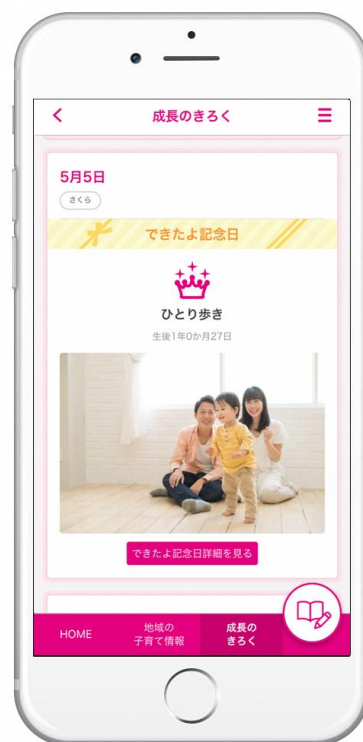 成長のきろく
5月5日
さくら
できたよ記念日
ひとり歩き
生後1年0か月27日
できたよ記念日詳細を見る
HOME
地域の
子育て情報
成長の
きろく